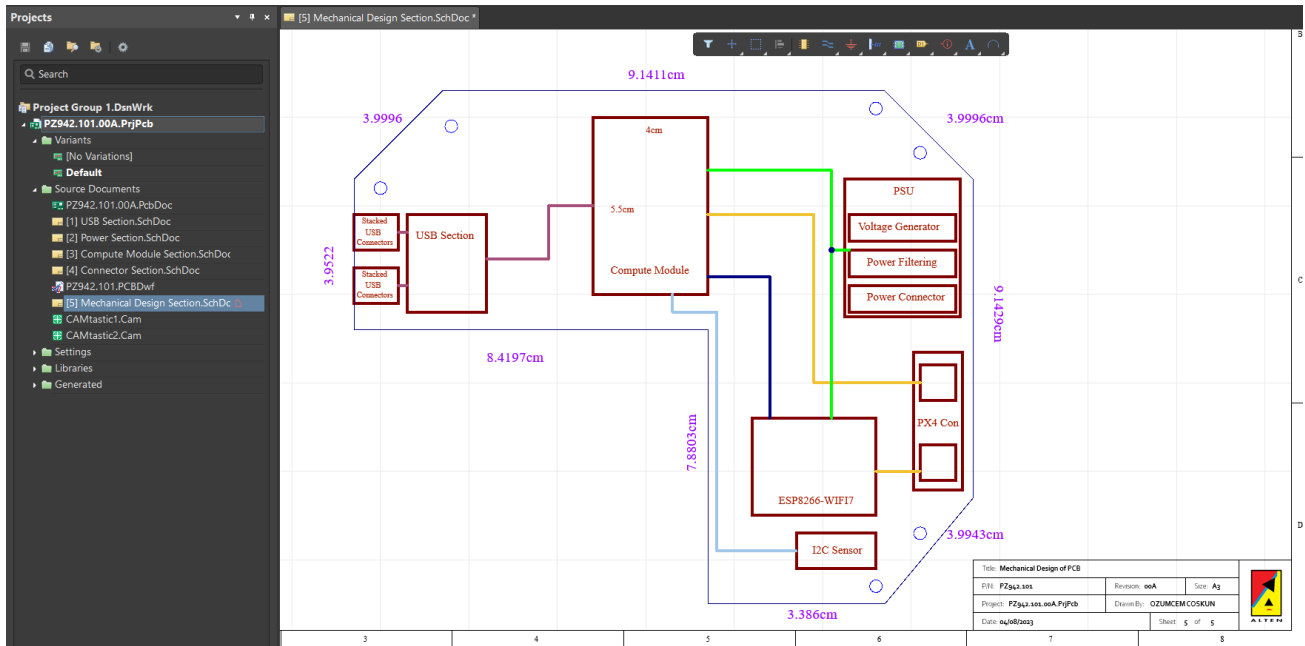 Projects
[5] Mechanical Design Section.SchDoc *
Search
Project Group 1.DsnWrk
PZ942.101.00A.PrjPcb
Variants
[No Variations]
Default
Source Documents
PZ942.101.00A.PcbDoc
[1] USB Section.SchDoc
[2] Power Section.SchDoc
[3] Compute Module Section.SchDoc
[4] Connector Section.SchDoc
PZ942.101.PCBDwf
[5] Mechanical Design Section.SchDc
CAMtastic1.Cam
CAMtastic2.Cam
Settings
Libraries
Generated
9.1411cm
3.9996
3.9996cm
4cm
5.5cm
Compute Module
PSU
Voltage Generator
Power Filtering
Power Connector
Stacked
USB
Connectors
USB Section
Stacked
USB
Connectors
3.9522
8.4197cm
9.1429cm
7.8803cm
PX4 Con
ESP8266-WIFI7
I2C Sensor
3.9943cm
3.386cm
Title: Mechanical Design of PCB
P/N: PZ942.101 Revision: 00A Size: A3
Project: PZ942.101.00A.PrjPcb Drawn By: OZUMCEM COSKUN
Date: 04/08/2023 Sheet 5 of 5
ALTEN
B
C
D
3 4 5 6 7 8